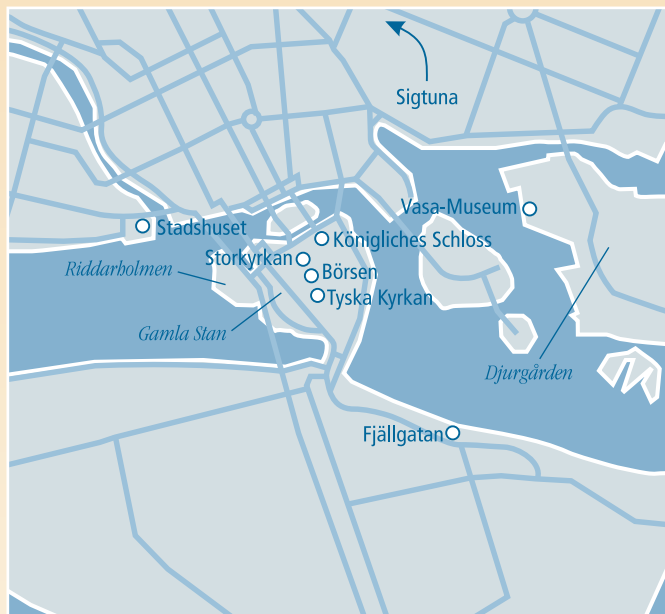 Sigtuna
Vasa-Museum
Stadshuset
Königliches Schloss
Storkyrkan
Riddarholmen
Börsen
Tyska Kyrkan
Gamla Stan
Djurgården
Fjällgatan